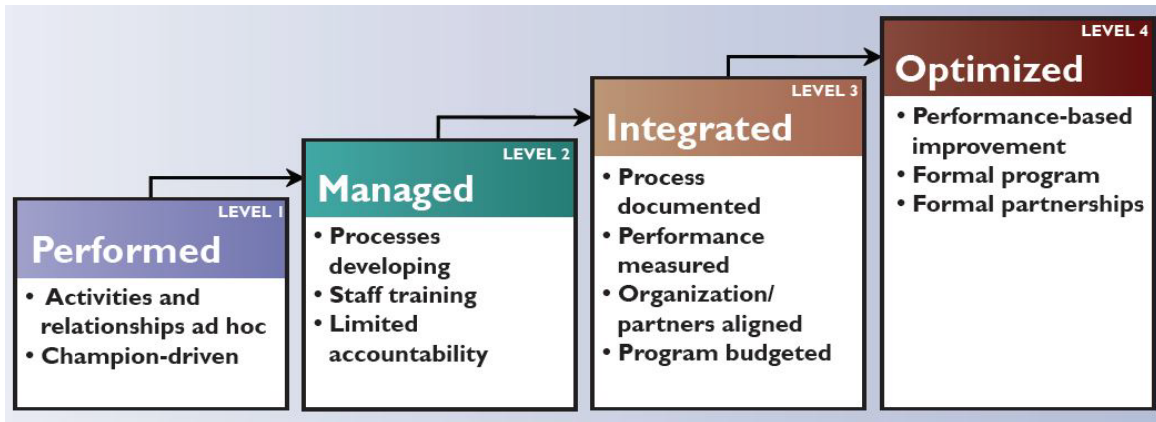 LEVEL 1
Performed
• Activities and
relationships ad hoc
• Champion-driven
LEVEL 2
Managed
• Processes
developing
• Staff training
• Limited
accountability
LEVEL 3
Integrated
• Process
documented
• Performance
measured
• Organization/
partners aligned
• Program budgeted
LEVEL 4
Optimized
• Performance-based
improvement
• Formal program
• Formal partnerships